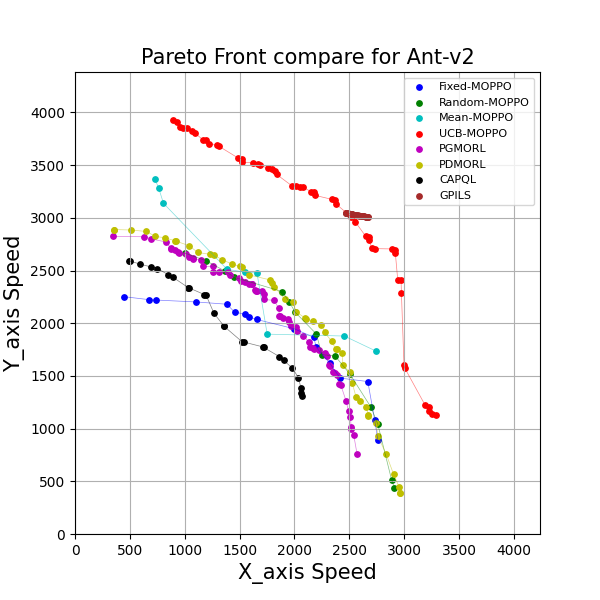 Pareto Front compare for Ant-v2
Y_axis Speed
4000
3500
3000
2500
2000
1500
1000
500
0
Fixed-MOPPO
Random-MOPPO
Mean-MOPPO
UCB-MOPPO
PGMORL
PDMORL
CAPQL
GPILS
0 500 1000 1500 2000 2500 3000 3500 4000
X_axis Speed